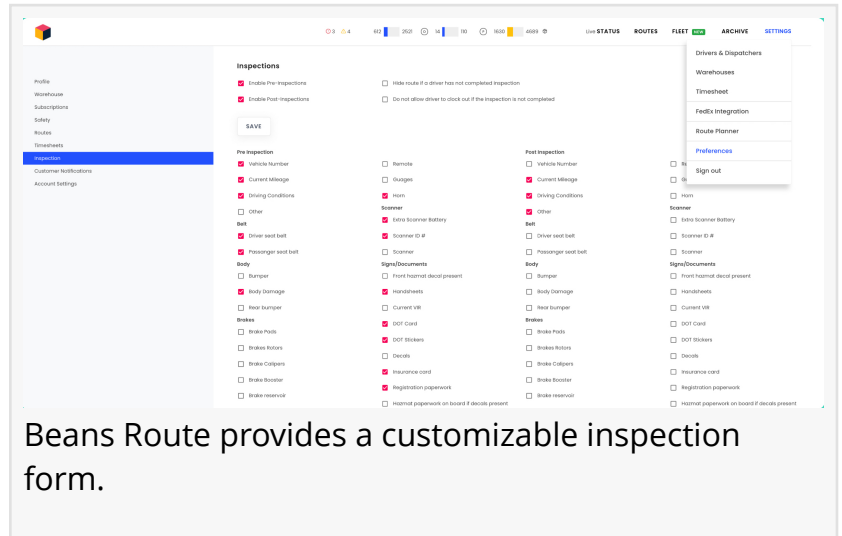 3 4 612 2521 14 110 1630 4689 Live STATUS ROUTES FLEET NEW ARCHIVE SETTINGS
Drivers & Dispatchers
Warehouses
Timesheet
FedEx Integration
Route Planner
Preferences
Sign out
Profile
Warehouse
Subscriptions
Safety
Routes
Timesheets
Inspection
Customer Notifications
Account Settings
Inspections
Enable Pre-Inspections Hide route if a driver has not completed inspection
Enable Post-Inspections Do not allow driver to clock out if the inspection is not completed
SAVE
Pre Inspection
Vehicle Number
Current Mileage
Driving Conditions
Other
Belt
Driver seat belt
Passanger seat belt
Body
Bumper
Body Damage
Rear bumper
Brakes
Brake Pads
Brakes Rotors
Brake Calipers
Brake Booster
Brake reservoir
Remote
Guages
Horn
Scanner
Extra Scanner Battery
Scanner ID #
Scanner
Signs/Documents
Front hazmat decal present
Handsheets
Current VIR
DOT Card
DOT Stickers
Decals
Insurance card
Registration paperwork
Hazmat paperwork on board if decals present
Post Inspection
Vehicle Number
Current Mileage
Driving Conditions
Other
Belt
Driver seat belt
Passanger seat belt
Body
Bumper
Body Damage
Rear bumper
Brakes
Brake Pads
Brakes Rotors
Brake Calipers
Brake Booster
Brake reservoir
Horn
Scanner
Extra Scanner Battery
Scanner ID #
Scanner
Signs/Documents
Front hazmat decal present
Handsheets
Current VIR
DOT Card
DOT Stickers
Decals
Insurance card
Registration paperwork
Hazmat paperwork on board if decals present
Beans Route provides a customizable inspection
form.